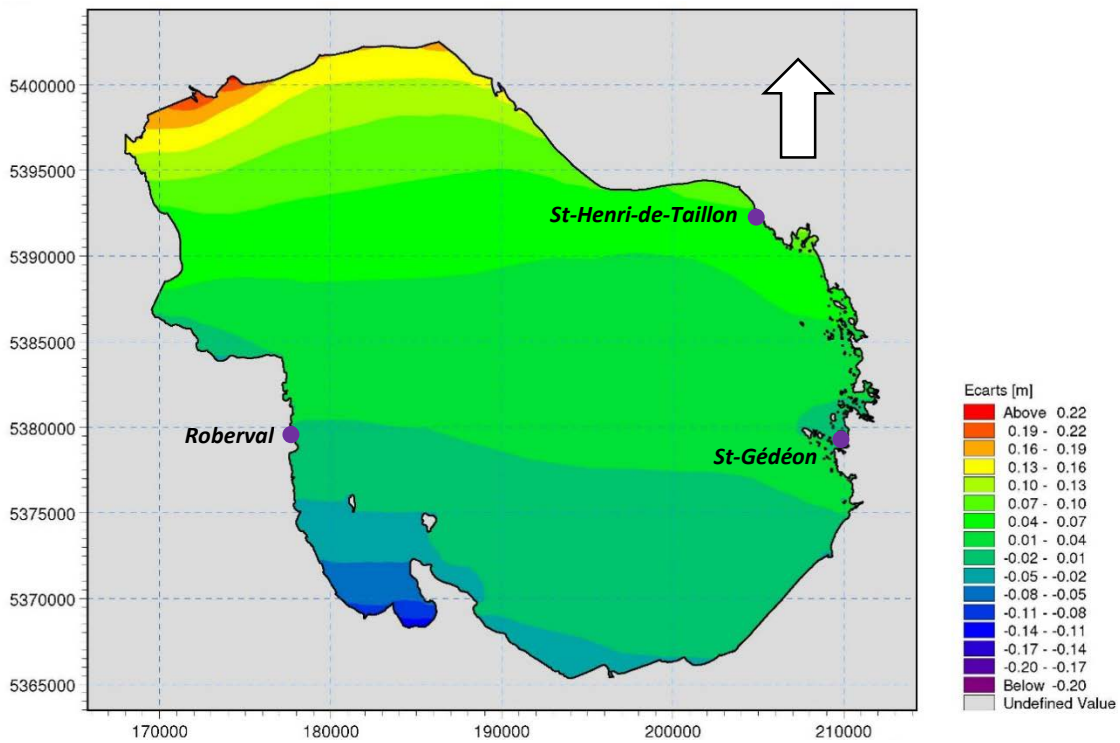 5400000
5395000
5390000
5385000
5380000
5375000
5370000
5365000
170000 180000 190000 200000 210000
St-Henri-de-Taillon
Roberval
St-Gédéon
Ecarts [m]
Above 0.22
0.19 - 0.22
0.16 - 0.19
0.13 - 0.16
0.10 - 0.13
0.07 - 0.10
0.04 - 0.07
0.01 - 0.04
-0.02 - 0.01
-0.05 - -0.02
-0.08 - -0.05
-0.11 - -0.08
-0.14 - -0.11
-0.17 - -0.14
-0.20 - -0.17
Below -0.20
Undefined Value